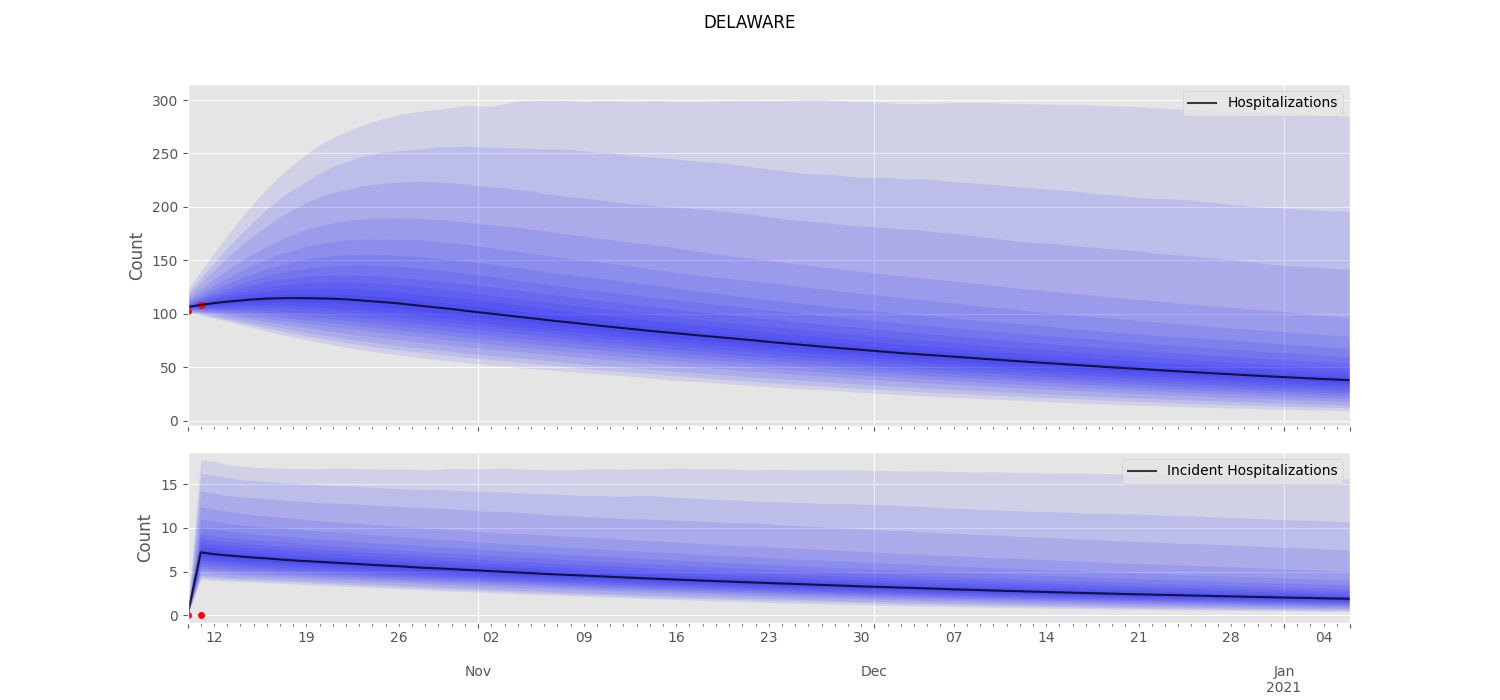 DELAWARE
Hospitalizations
Count
300
250
200
150
100
50
0
Incident Hospitalizations
Count
15
10
5
0
12 19 26 02 09 16 23 30 07 14 21 28 04
Nov Dec Jan
2021